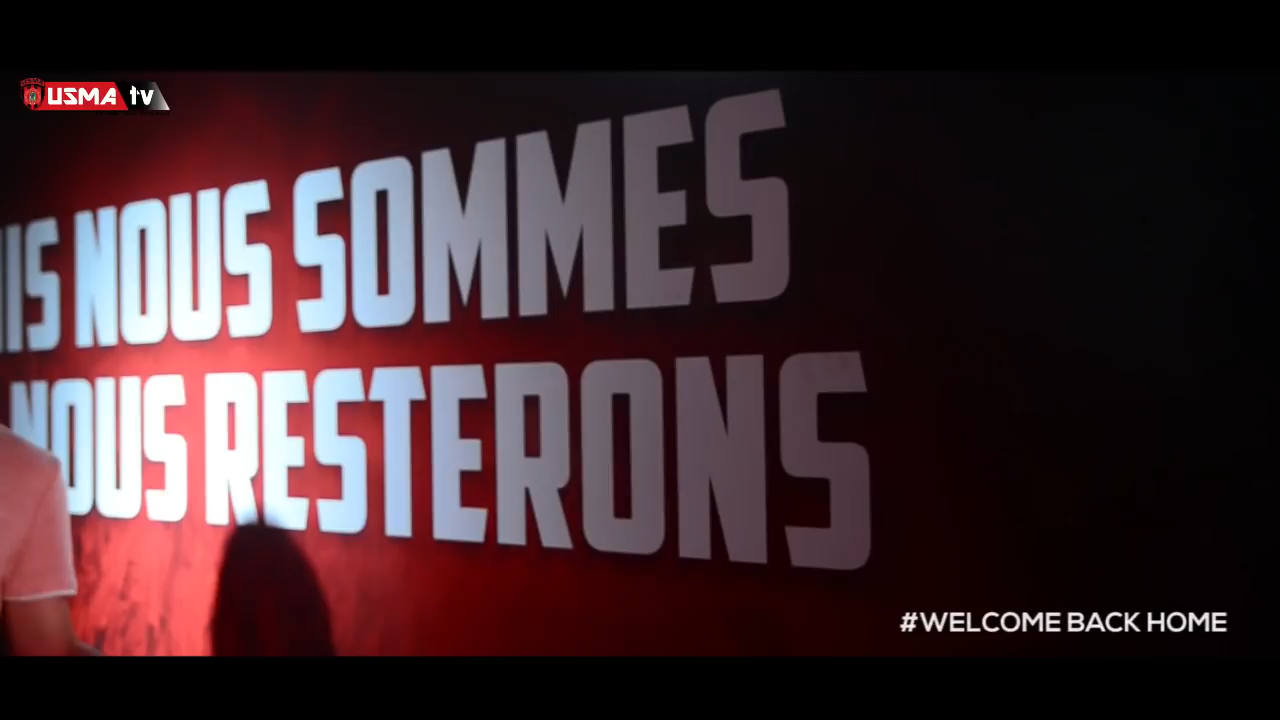 USMA tv
NOUS SOMMES
NOUS RESTERONS
#WELCOME BACK HOME